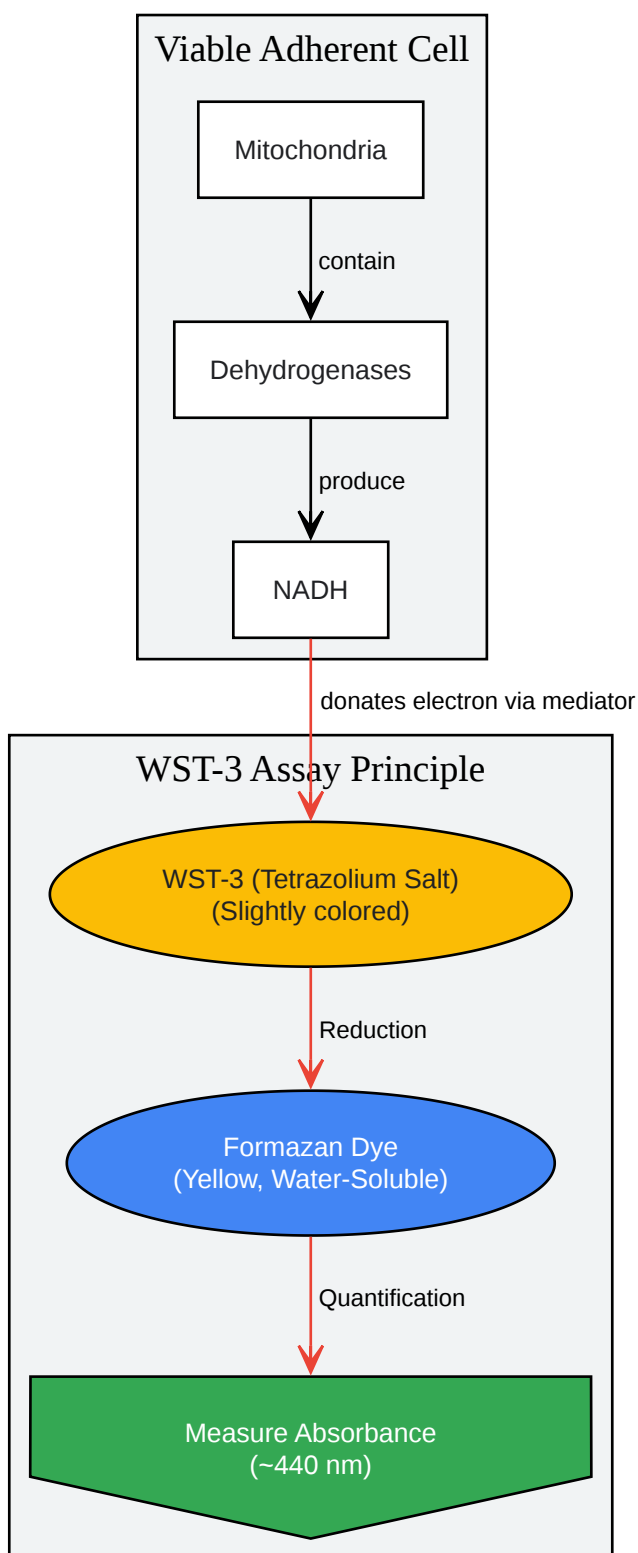 Viable Adherent Cell
Mitochondria
contain
Dehydrogenases
produce
NADH
donates electron via mediator
WST-3 Assay Principle
WST-3 (Tetrazolium Salt)
(Slightly colored)
Reduction
Formazan Dye
(Yellow, Water-Soluble)
Quantification
Measure Absorbance
(~440 nm)